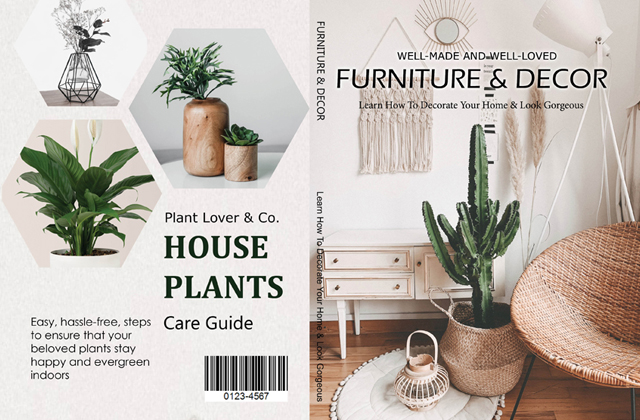 Plant Lover & Co.
HOUSE
PLANTS
Care Guide
Easy, hassle-free, steps
to ensure that your
beloved plants stay
happy and evergreen
indoors
0123-4567
FURNITURE & DECOR
Learn How To Decorate Your Home & Look Gorgeous
WELL-MADE AND WELL-LOVED
FURNITURE & DECOR
Learn How To Decorate Your Home & Look Gorgeous